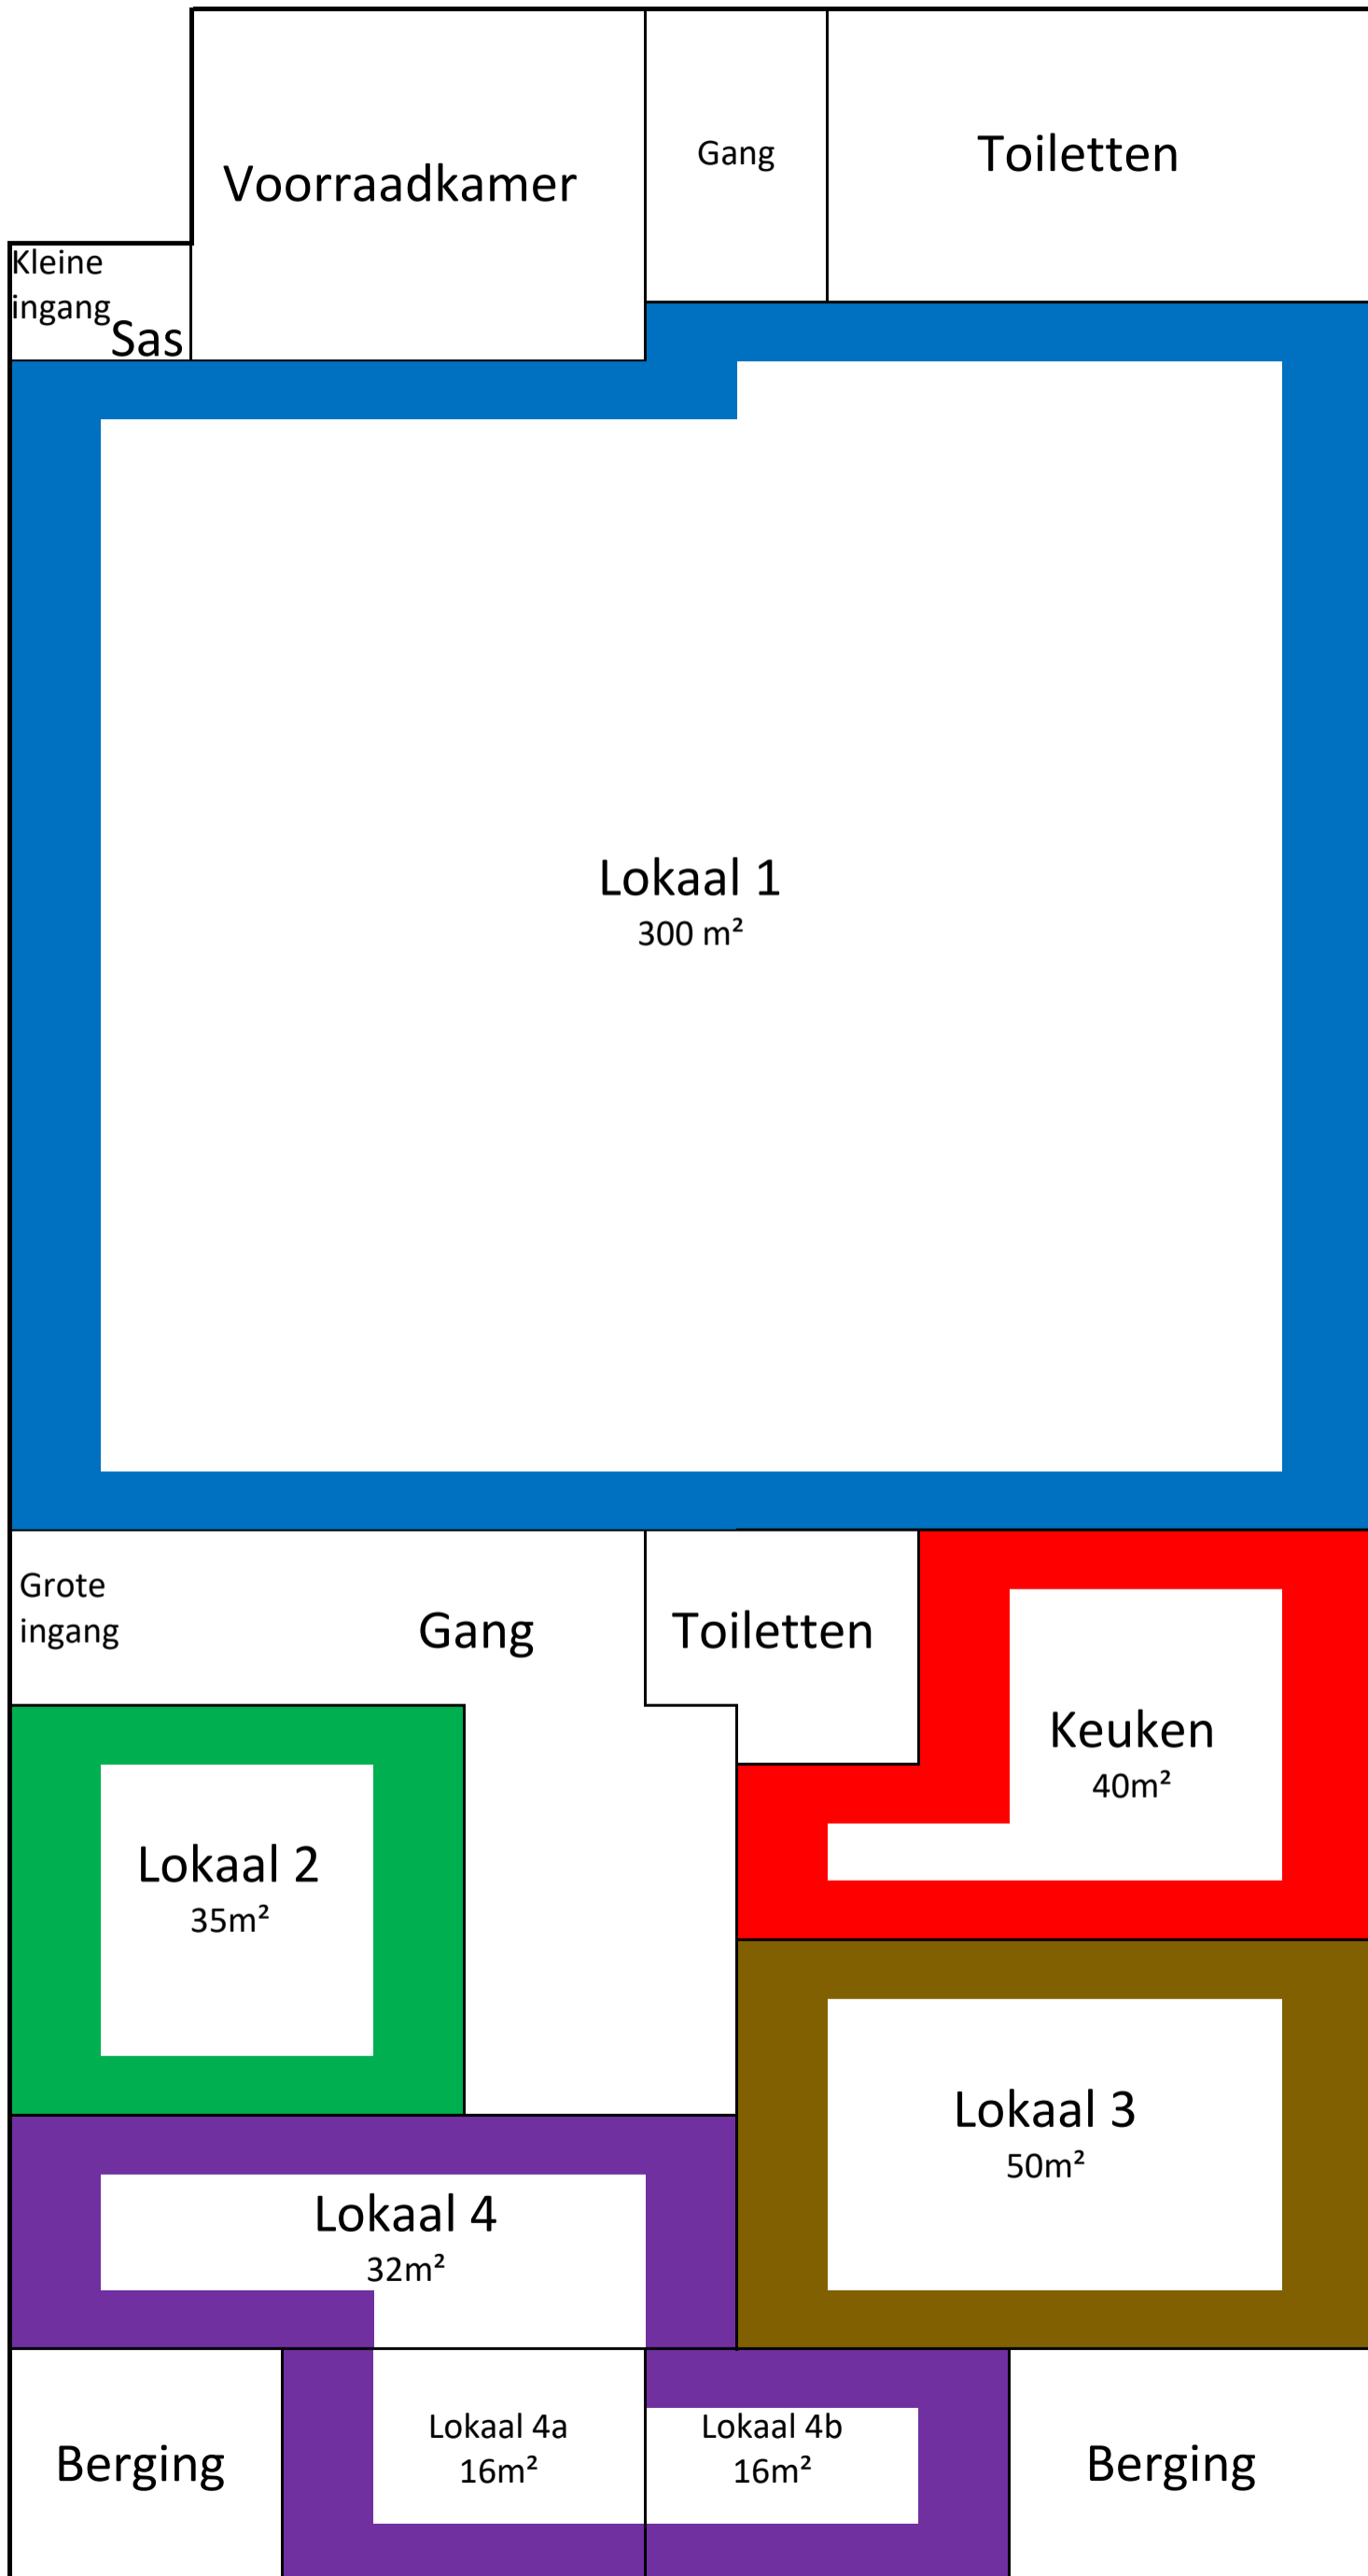 Voorraadkamer
Gang
Toiletten
Kleine
ingang
Sas
Lokaal 1
300 m²
Grote
ingang
Gang
Toiletten
Keuken
40m²
Lokaal 2
35m²
Lokaal 3
50m²
Lokaal 4
32m²
Berging
Lokaal 4a
16m²
Lokaal 4b
16m²
Berging